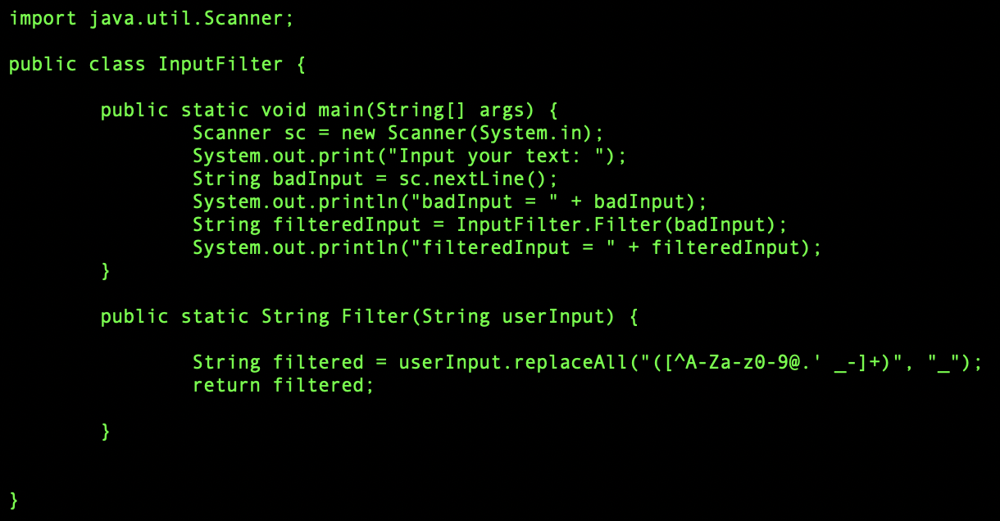 import java.util.Scanner;
public class InputFilter {
public static void main(String[] args) {
Scanner sc = new Scanner(System.in);
System.out.print("Input your text: ");
String badInput = sc.nextLine();
System.out.println("badInput = " + badInput);
String filteredInput = InputFilter.Filter(badInput);
System.out.println("filteredInput = " + filteredInput);
}
public static String Filter(String userInput) {
String filtered = userInput.replaceAll("([^A-Za-z0-9@.' _-]+)", "_");
return filtered;
}
}